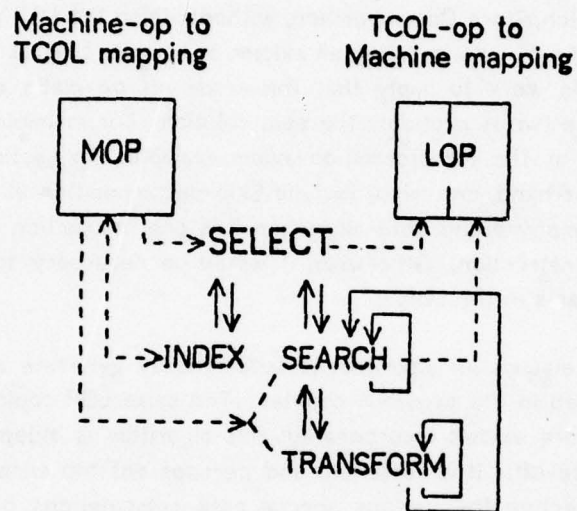 Machine-op to
TCOL mapping
TCOL-op to
Machine mapping
MOP
LOP
SELECT
INDEX SEARCH
TRANSFORM